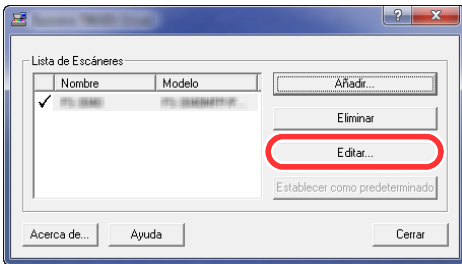 Lista de Escáneres
Nombre Modelo
Añadir...
Eliminar
Editar...
Establecer como predeterminado
Acerca de... Ayuda Cerrar